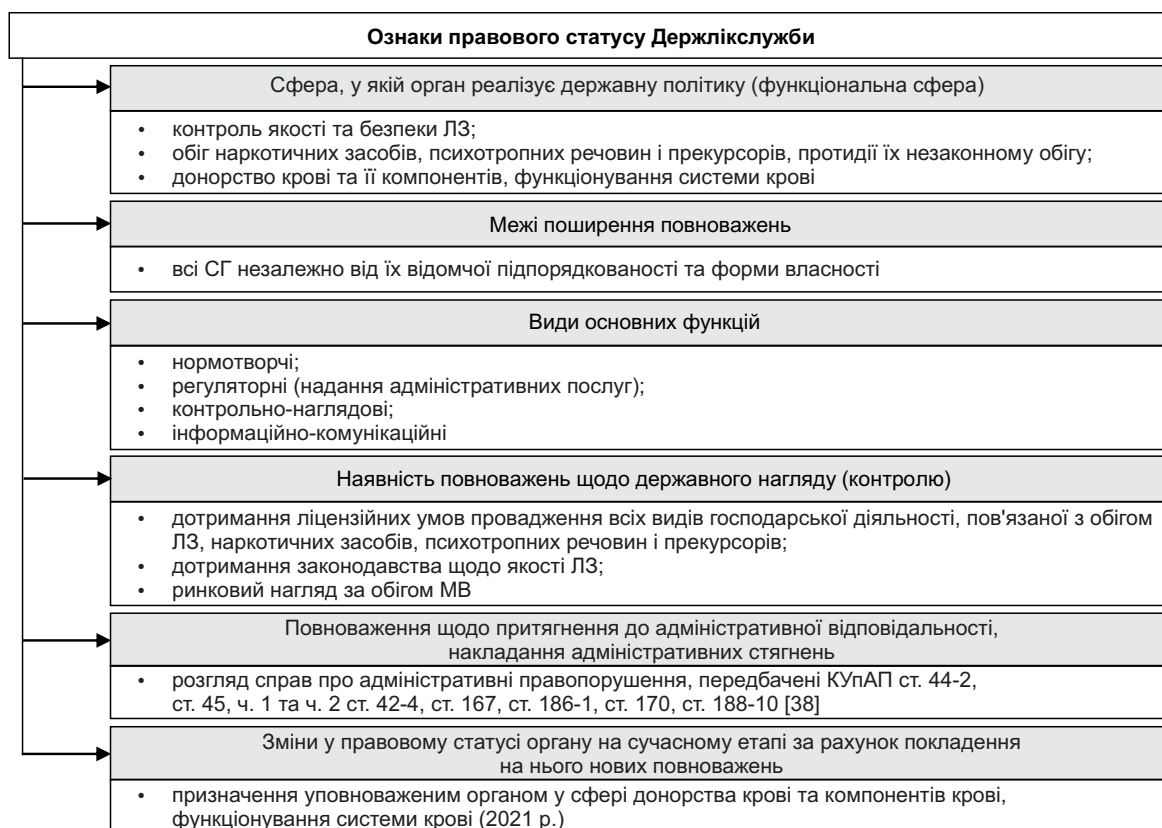 Ознаки правового статусу Держлікслужби
Сфера, у якій орган реалізує державну політику (функціональна сфера)
• контроль якості та безпеки ЛЗ;
• обіг наркотичних засобів, психотропних речовин і прекурсорів, протидії їх незаконному обігу;
• донорство крові та її компонентів, функціонування системи крові
Межі поширення повноважень
• всі СГ незалежно від їх відомчої підпорядкованості та форми власності
Види основних функцій
• нормотворчі;
• регуляторні (надання адміністративних послуг);
• контрольно-наглядові;
• інформаційно-комунікаційні
Наявність повноважень щодо державного нагляду (контролю)
• дотримання ліцензійних умов провадження всіх видів господарської діяльності, пов'язаної з обігом
ЛЗ, наркотичних засобів, психотропних речовин і прекурсорів;
• дотримання законодавства щодо якості ЛЗ;
• ринковий нагляд за обігом МВ
Повноваження щодо притягнення до адміністративної відповідальності,
накладання адміністративних стягнень
• розгляд справ про адміністративні правопорушення, передбачені КУпАП ст. 44-2,
ст. 45, ч. 1 та ч. 2 ст. 42-4, ст. 167, ст. 186-1, ст. 170, ст. 188-10 [38]
Зміни у правовому статусі органу на сучасному етапі за рахунок покладення
на нього нових повноважень
• призначення уповноваженим органом у сфері донорства крові та компонентів крові,
функціонування системи крові (2021 р.)